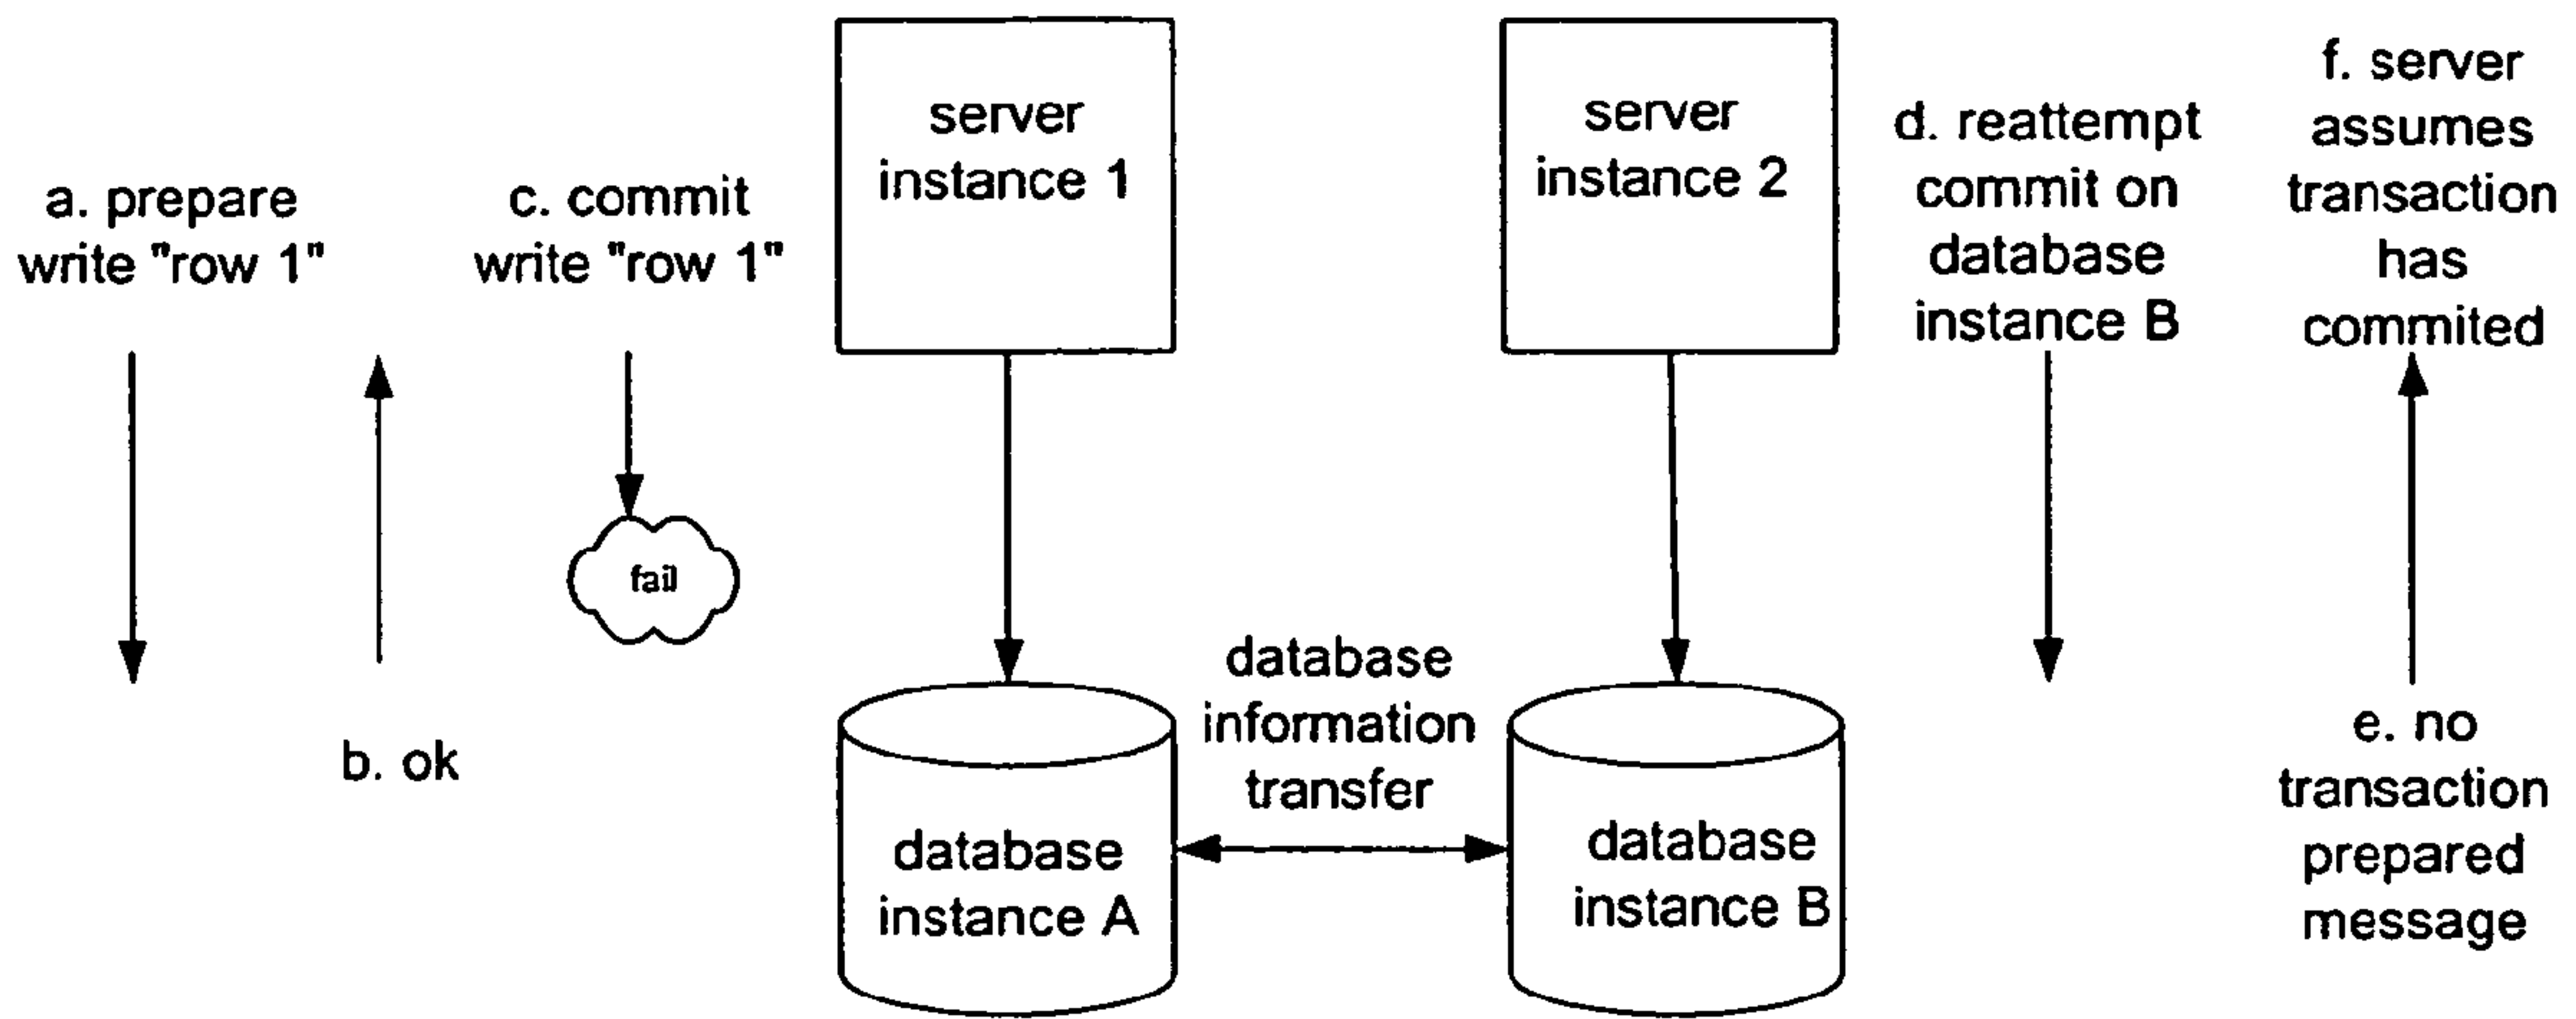 a. prepare
write "row 1"
b. ok
c. commit
write "row 1"
fail
server
instance 1
database
instance A
database
information
transfer
server
instance 2
database
instance B
d. reattempt
commit on
database
instance B
e. no
transaction
prepared
message
f. server
assumes
transaction
has
commited